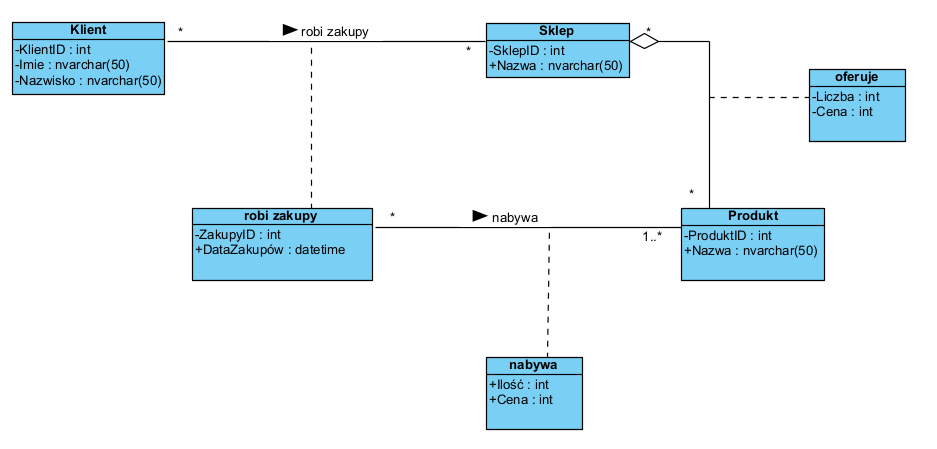 Klient
-KlientID : int
-Imie : nvarchar(50)
-Nazwisko : nvarchar(50)
*
robi zakupy
*
Sklep
-SklepID : int
+Nazwa : nvarchar(50)
*
oferuje
-Liczba : int
-Cena : int
*
robi zakupy
-ZakupyID : int
+DataZakupów : datetime
*
nabywa
1..*
Produkt
-ProduktID : int
+Nazwa : nvarchar(50)
nabywa
+Ilość : int
+Cena : int